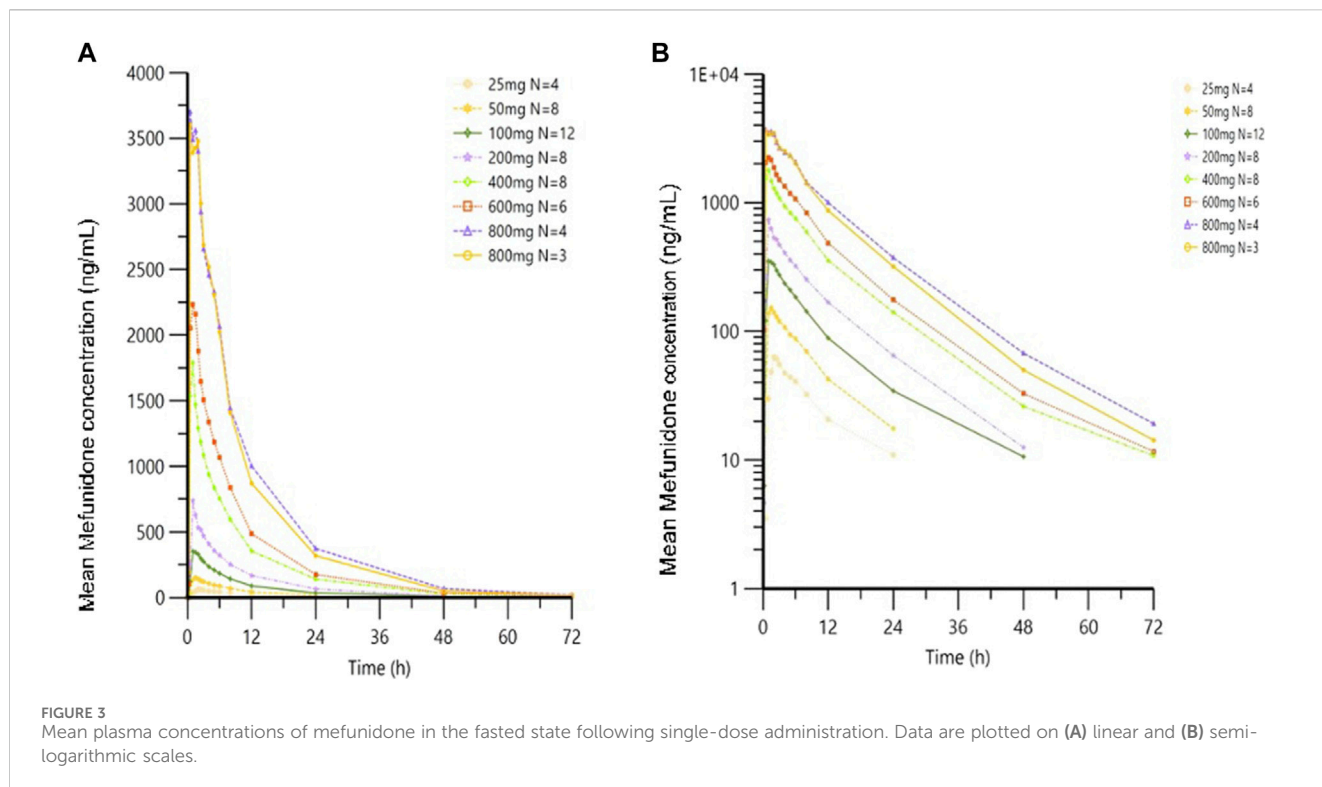 A
Mean Mefunidone concentration (ng/mL)
4000
3500
3000
2500
2000
1500
1000
500
0
0 12 24 36 48 60 72
Time (h)
25mg N=4
50mg N=8
100mg N=12
200mg N=8
400mg N=8
600mg N=6
800mg N=4
800mg N=3
B
Mean Mefunidone concentration (ng/mL)
1E+04
1000
100
10
1
0 12 24 36 48 60 72
Time (h)
25mg N=4
50mg N=8
100mg N=12
200mg N=8
400mg N=8
600mg N=6
800mg N=4
800mg N=3
FIGURE 3
Mean plasma concentrations of mefunidone in the fasted state following single-dose administration. Data are plotted on (A) linear and (B) semi-
logarithmic scales.